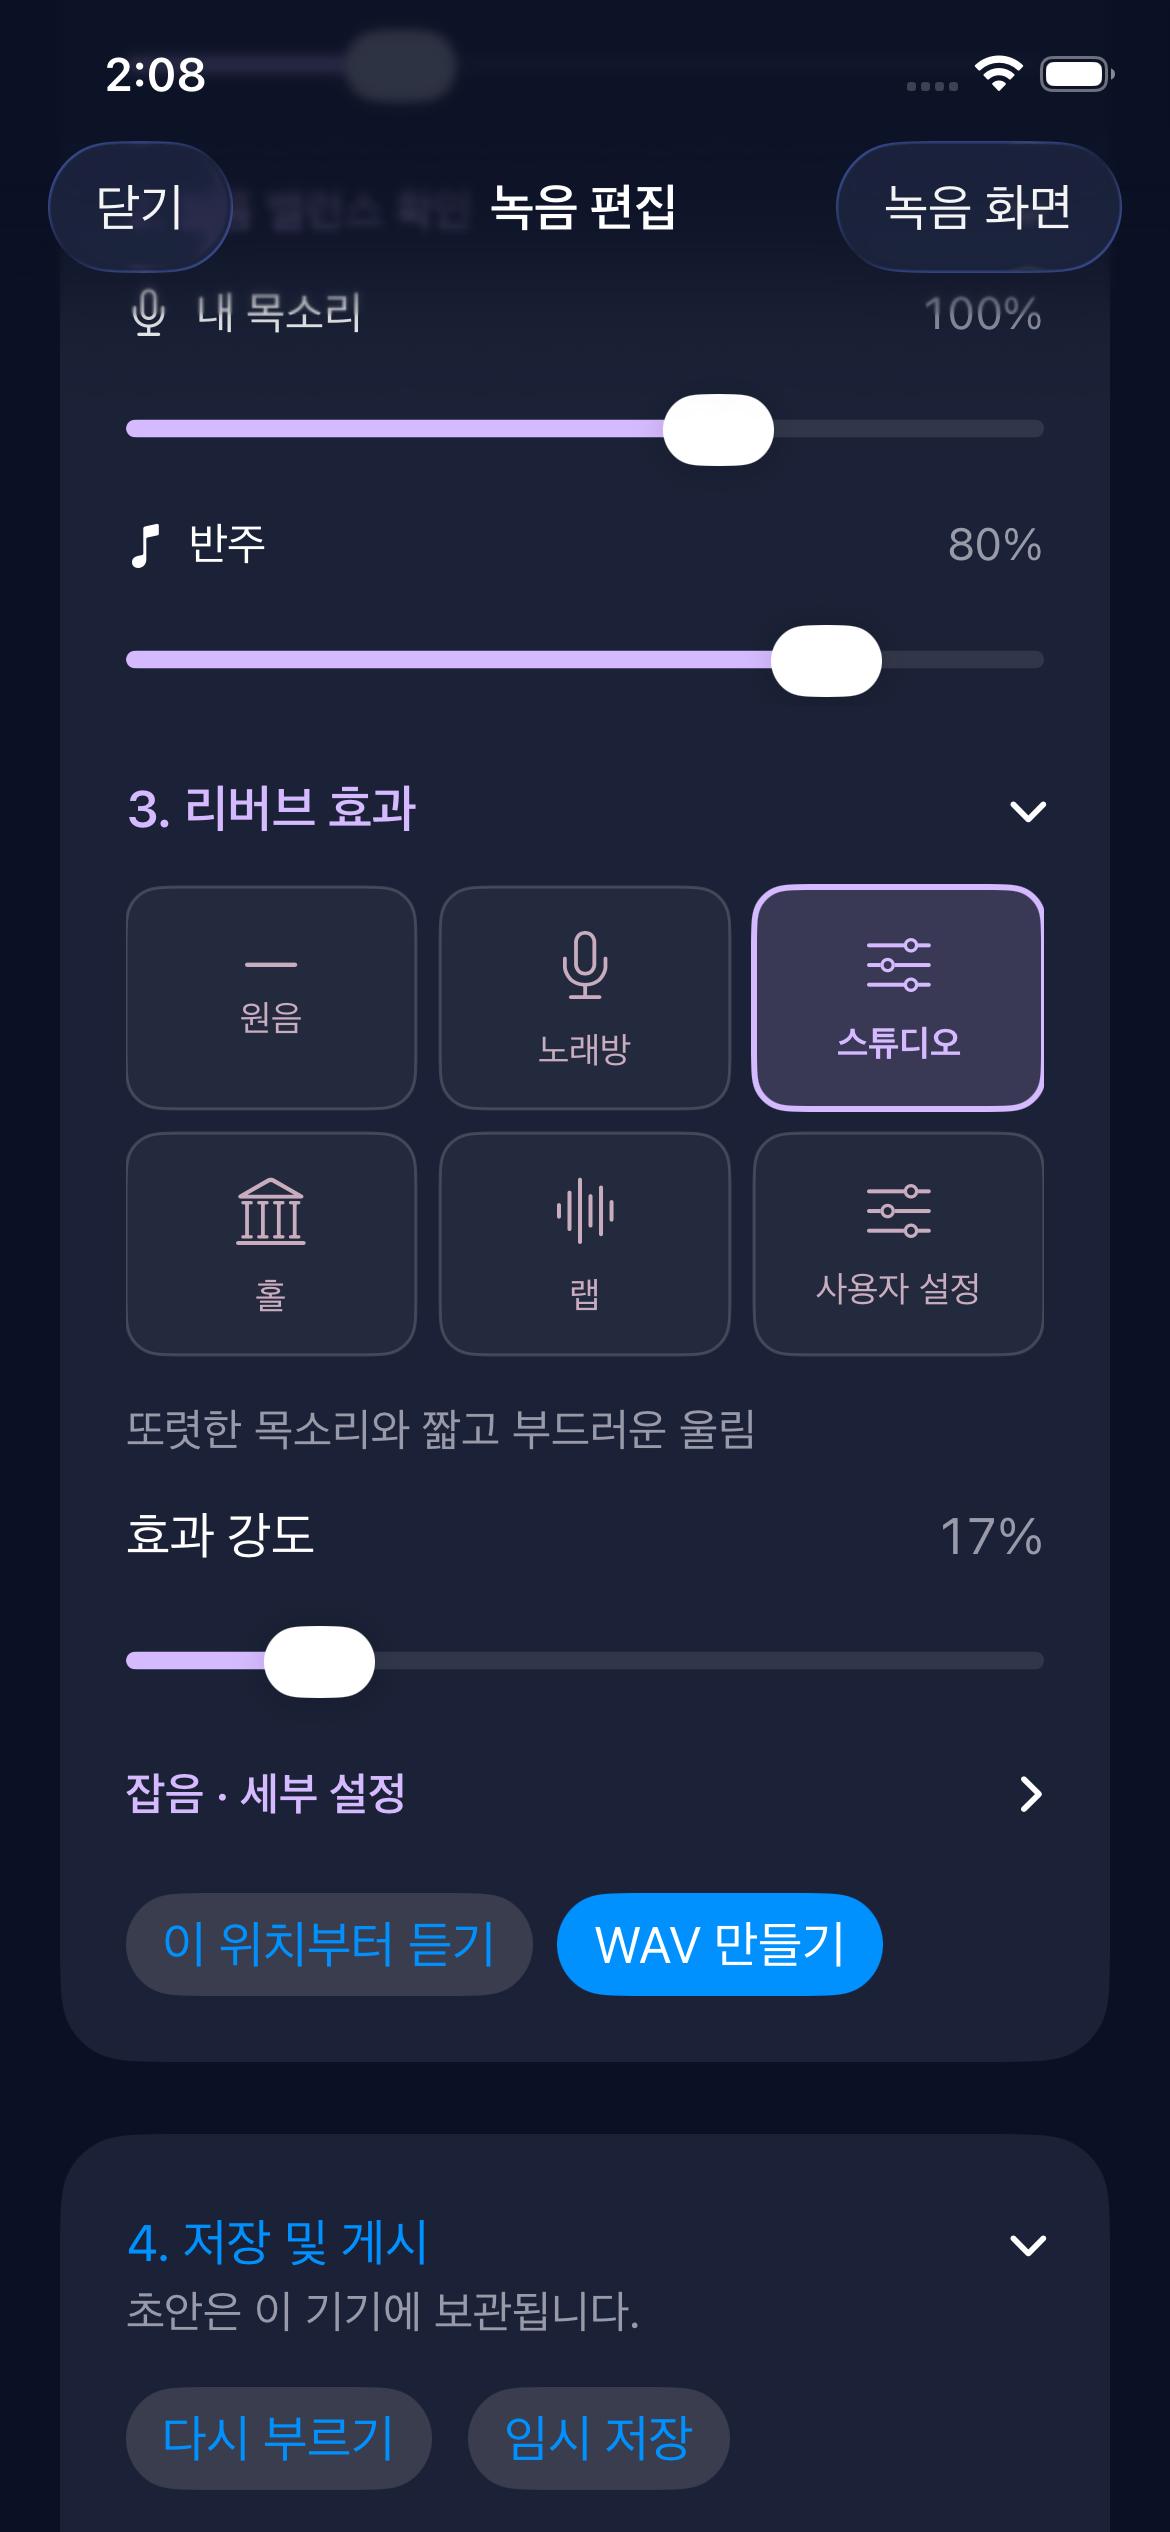 2:08
닫기
녹음 편집
녹음 화면
내 목소리
100%
반주
80%
3. 리버브 효과
원음
노래방
스튜디오
홀
랩
사용자 설정
또렷한 목소리와 짧고 부드러운 울림
효과 강도
17%
잡음 · 세부 설정
이 위치부터 듣기
WAV 만들기
4. 저장 및 게시
초안은 이 기기에 보관됩니다.
다시 부르기
임시 저장